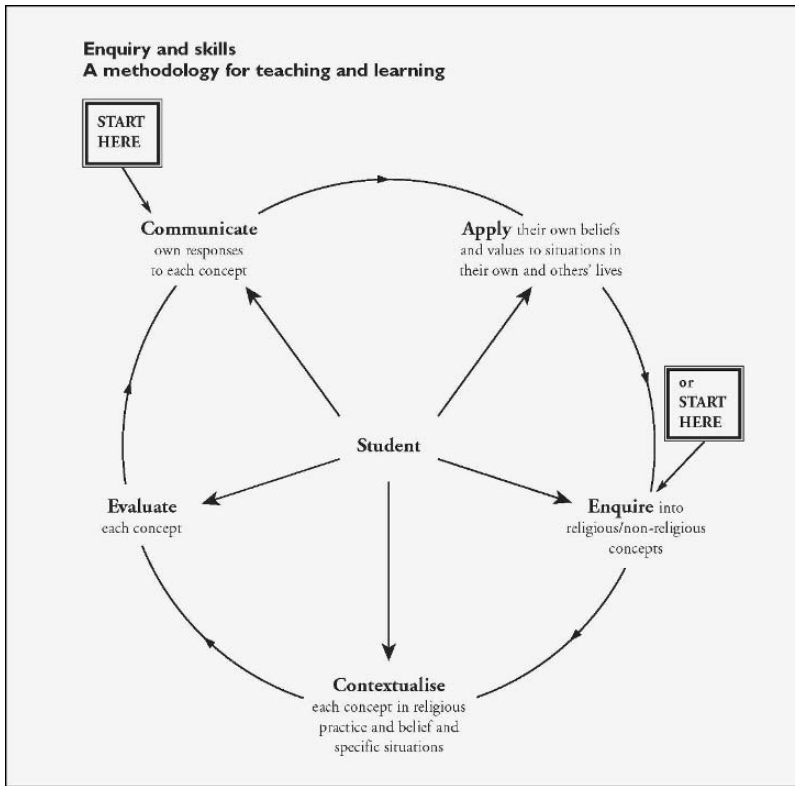 Enquiry and skills
A methodology for teaching and learning
START
HERE
Communicate
own responses
to each concept
Apply their own beliefs
and values to situations in
their own and others' lives
or
START
HERE
Student
Evaluate
each concept
Enquire into
religious/non-religious
concepts
Contextualise
each concept in religious
practice and belief and
specific situations